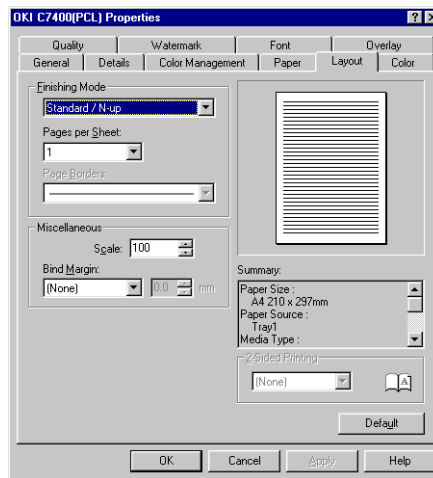 OKI C7400(PCL) Properties
Quality Watermark Font Overlay
General Details Color Management Paper Layout Color
Finishing Mode
Standard / N-up
Pages per Sheet:
1
Page Borders:
Miscellaneous
Scale: 100
Bind Margin:
(None) 0.0 mm
Summary:
Paper Size :
A4 210 x 297mm
Paper Source :
Tray1
Media Type :
2-Sided Printing
(None) A
Default
OK Cancel Apply Help